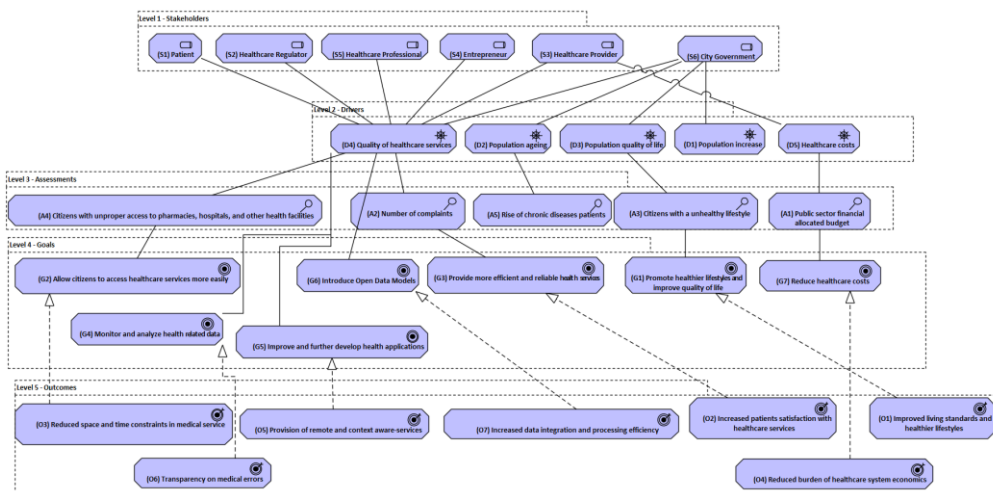 Level 1 - Stakeholders
(S1) Patient
(S2) Healthcare Regulator
(S5) Healthcare Professional
(S4) Entrepreneur
(S3) Healthcare Provider
(S6) City Government
Level 2 - Drivers
(D4) Quality of healthcare services
(D2) Population ageing
(D3) Population quality of life
(D1) Population increase
(D5) Healthcare costs
Level 3 - Assessments
(A4) Citizens with unproper access to pharmacies, hospitals, and other health facilities
(A2) Number of complaints
(A5) Rise of chronic diseases patients
(A3) Citizens with a unhealthy lifestyle
(A1) Public sector financial
allocated budget
Level 4 - Goals
(G2) Allow citizens to access healthcare services more easily
(G6) Introduce Open Data Models
(G3) Provide more efficient and reliable health services
(G1) Promote healthier lifestyles and
improve quality of life
(G7) Reduce healthcare costs
(G4) Monitor and analyze health related data
(G5) Improve and further develop health applications
Level 5 - Outcomes
(O3) Reduced space and time constraints in medical service
(O5) Provision of remote and context aware-services
(O7) Increased data integration and processing efficiency
(O2) Increased patients satisfaction with
healthcare services
(O1) Improved living standards and
healthier lifestyles
(O6) Transparency on medical errors
(O4) Reduced burden of healthcare system economics